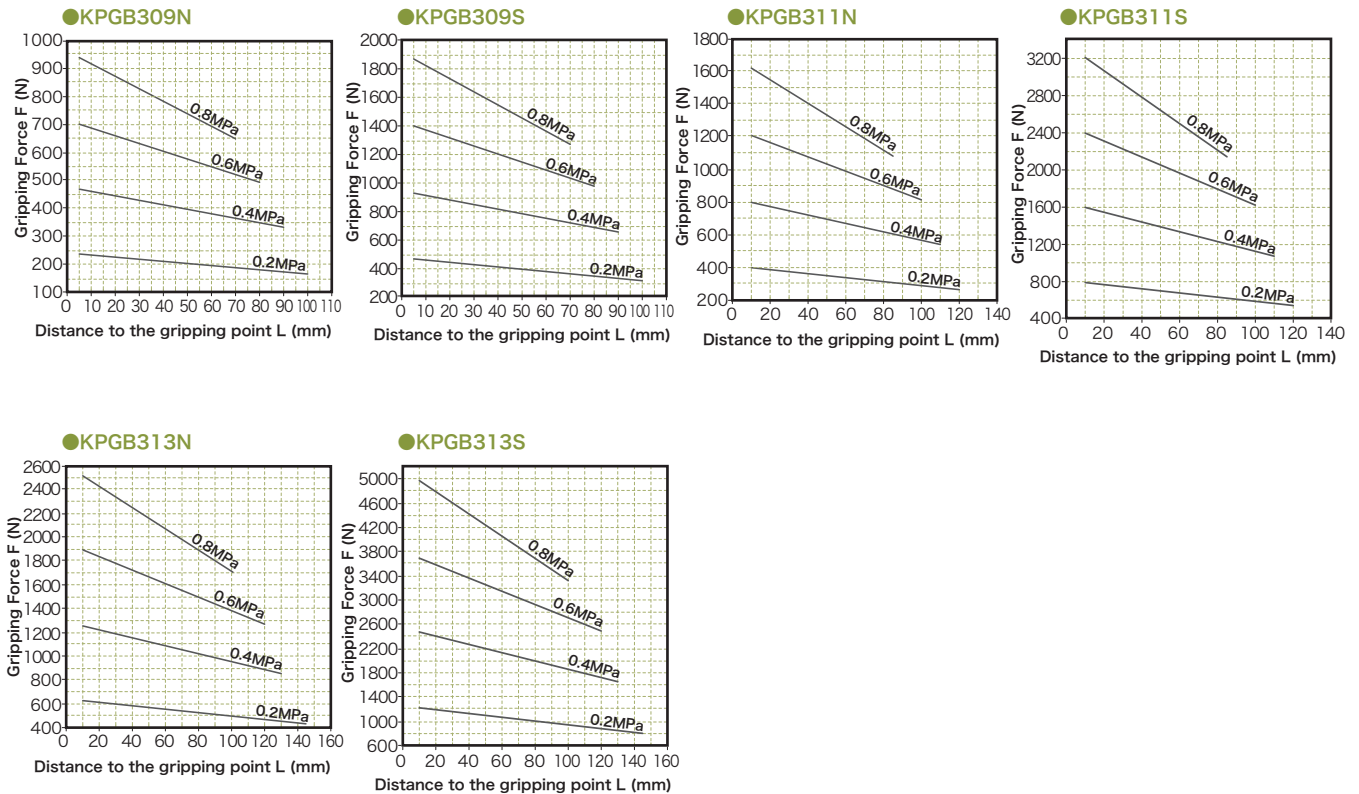 ●KPGB309N
Gripping Force F (N)
1000
900
800
700
600
500
400
300
200
100
0.8MPa
0.6MPa
0.4MPa
0.2MPa
0 10 20 30 40 50 60 70 80 90 100 110
Distance to the gripping point L (mm)
●KPGB309S
Gripping Force F (N)
2000
1800
1600
1400
1200
1000
800
600
400
200
0.8MPa
0.6MPa
0.4MPa
0.2MPa
0 10 20 30 40 50 60 70 80 90 100 110
Distance to the gripping point L (mm)
●KPGB311N
Gripping Force F (N)
1800
1600
1400
1200
1000
800
600
400
200
0.8MPa
0.6MPa
0.4MPa
0.2MPa
0 20 40 60 80 100 120 140
Distance to the gripping point L (mm)
●KPGB311S
Gripping Force F (N)
3200
2800
2400
2000
1600
1200
800
400
0.8MPa
0.6MPa
0.4MPa
0.2MPa
0 20 40 60 80 100 120 140
Distance to the gripping point L (mm)
●KPGB313N
Gripping Force F (N)
2600
2400
2200
2000
1800
1600
1400
1200
1000
800
600
400
0.8MPa
0.6MPa
0.4MPa
0.2MPa
0 20 40 60 80 100 120 140 160
Distance to the gripping point L (mm)
●KPGB313S
Gripping Force F (N)
5000
4600
4200
3800
3400
3000
2600
2200
1800
1400
1000
600
0.8MPa
0.6MPa
0.4MPa
0.2MPa
0 20 40 60 80 100 120 140 160
Distance to the gripping point L (mm)